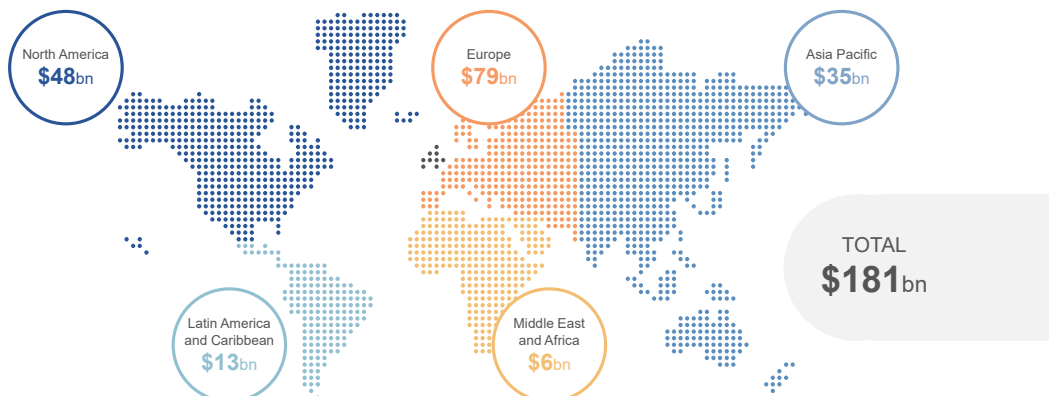 North America
$48bn
Europe
$79bn
Asia Pacific
$35bn
TOTAL
$181bn
Latin America
and Caribbean
$13bn
Middle East
and Africa
$6bn